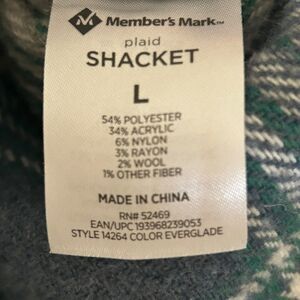 Member's Mark™
plaid
SHACKET
L
54% POLYESTER
34% ACRYLIC
6% NYLON
3% RAYON
2% WOOL
1% OTHER FIBER
MADE IN CHINA
RN# 52469
EAN/UPC 193968239053
STYLE 14264 COLOR EVERGLADE